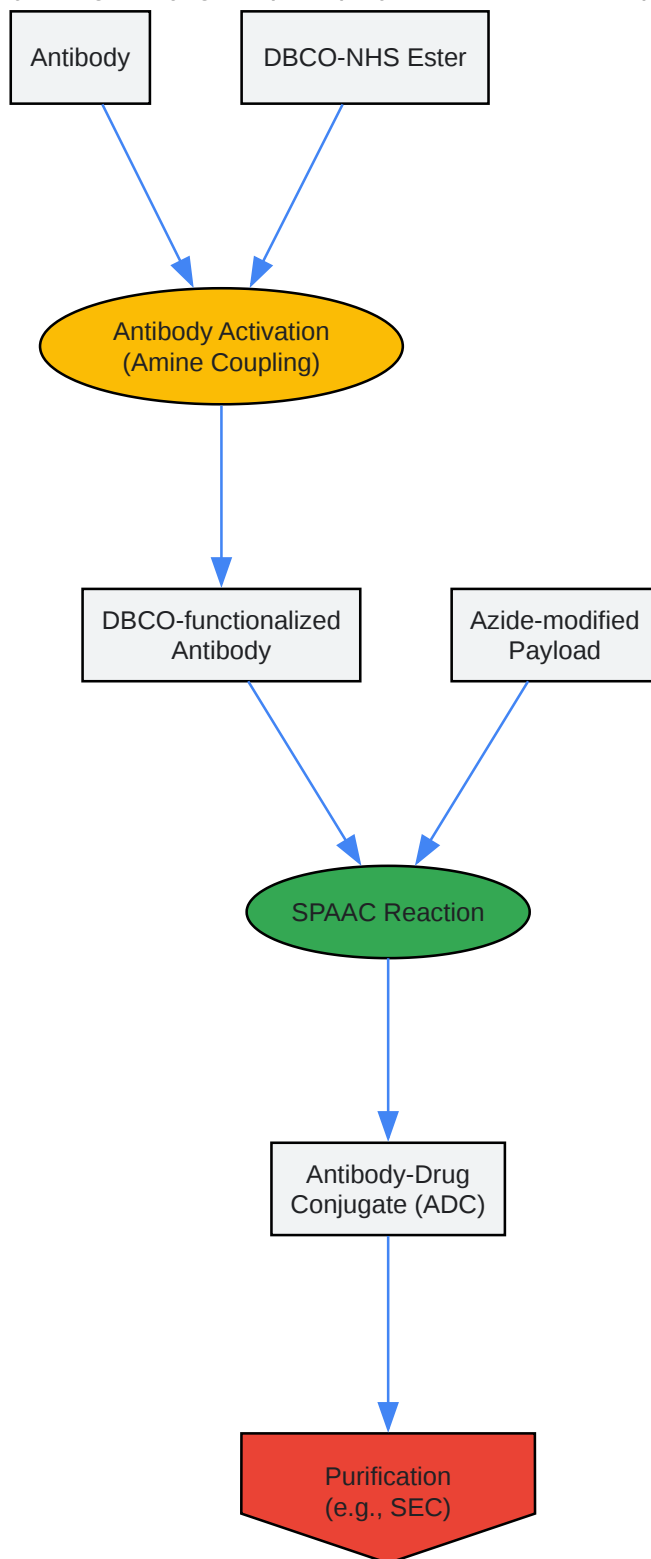 Antibody
DBCO-NHS Ester
Antibody Activation
(Amine Coupling)
DBCO-functionalized
Antibody
Azide-modified
Payload
SPAAC Reaction
Antibody-Drug
Conjugate (ADC)
Purification
(e.g., SEC)